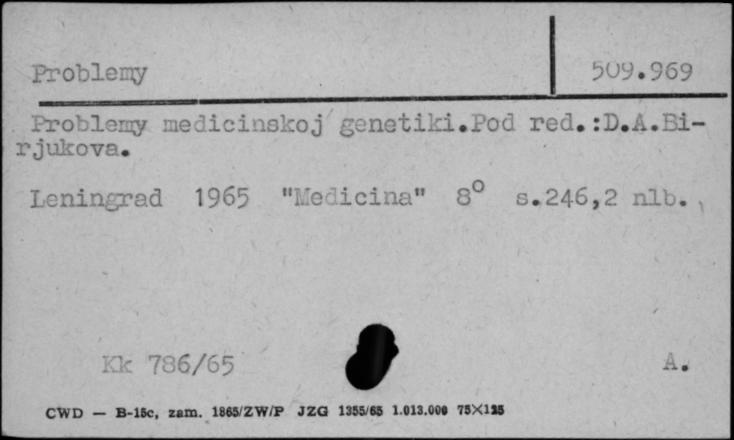 Problemy 509.969
Problemy medicinskoj genetiki.Pod red.:D.A.Bi-
rjukova.
Leningrad 1965 "Medicina" 8° s.246,2 nlb.
Kk 786/65 A.
CWD — B-15c, zam. 1865/ZW/P JZG 1355/65 1.013.000 75X125